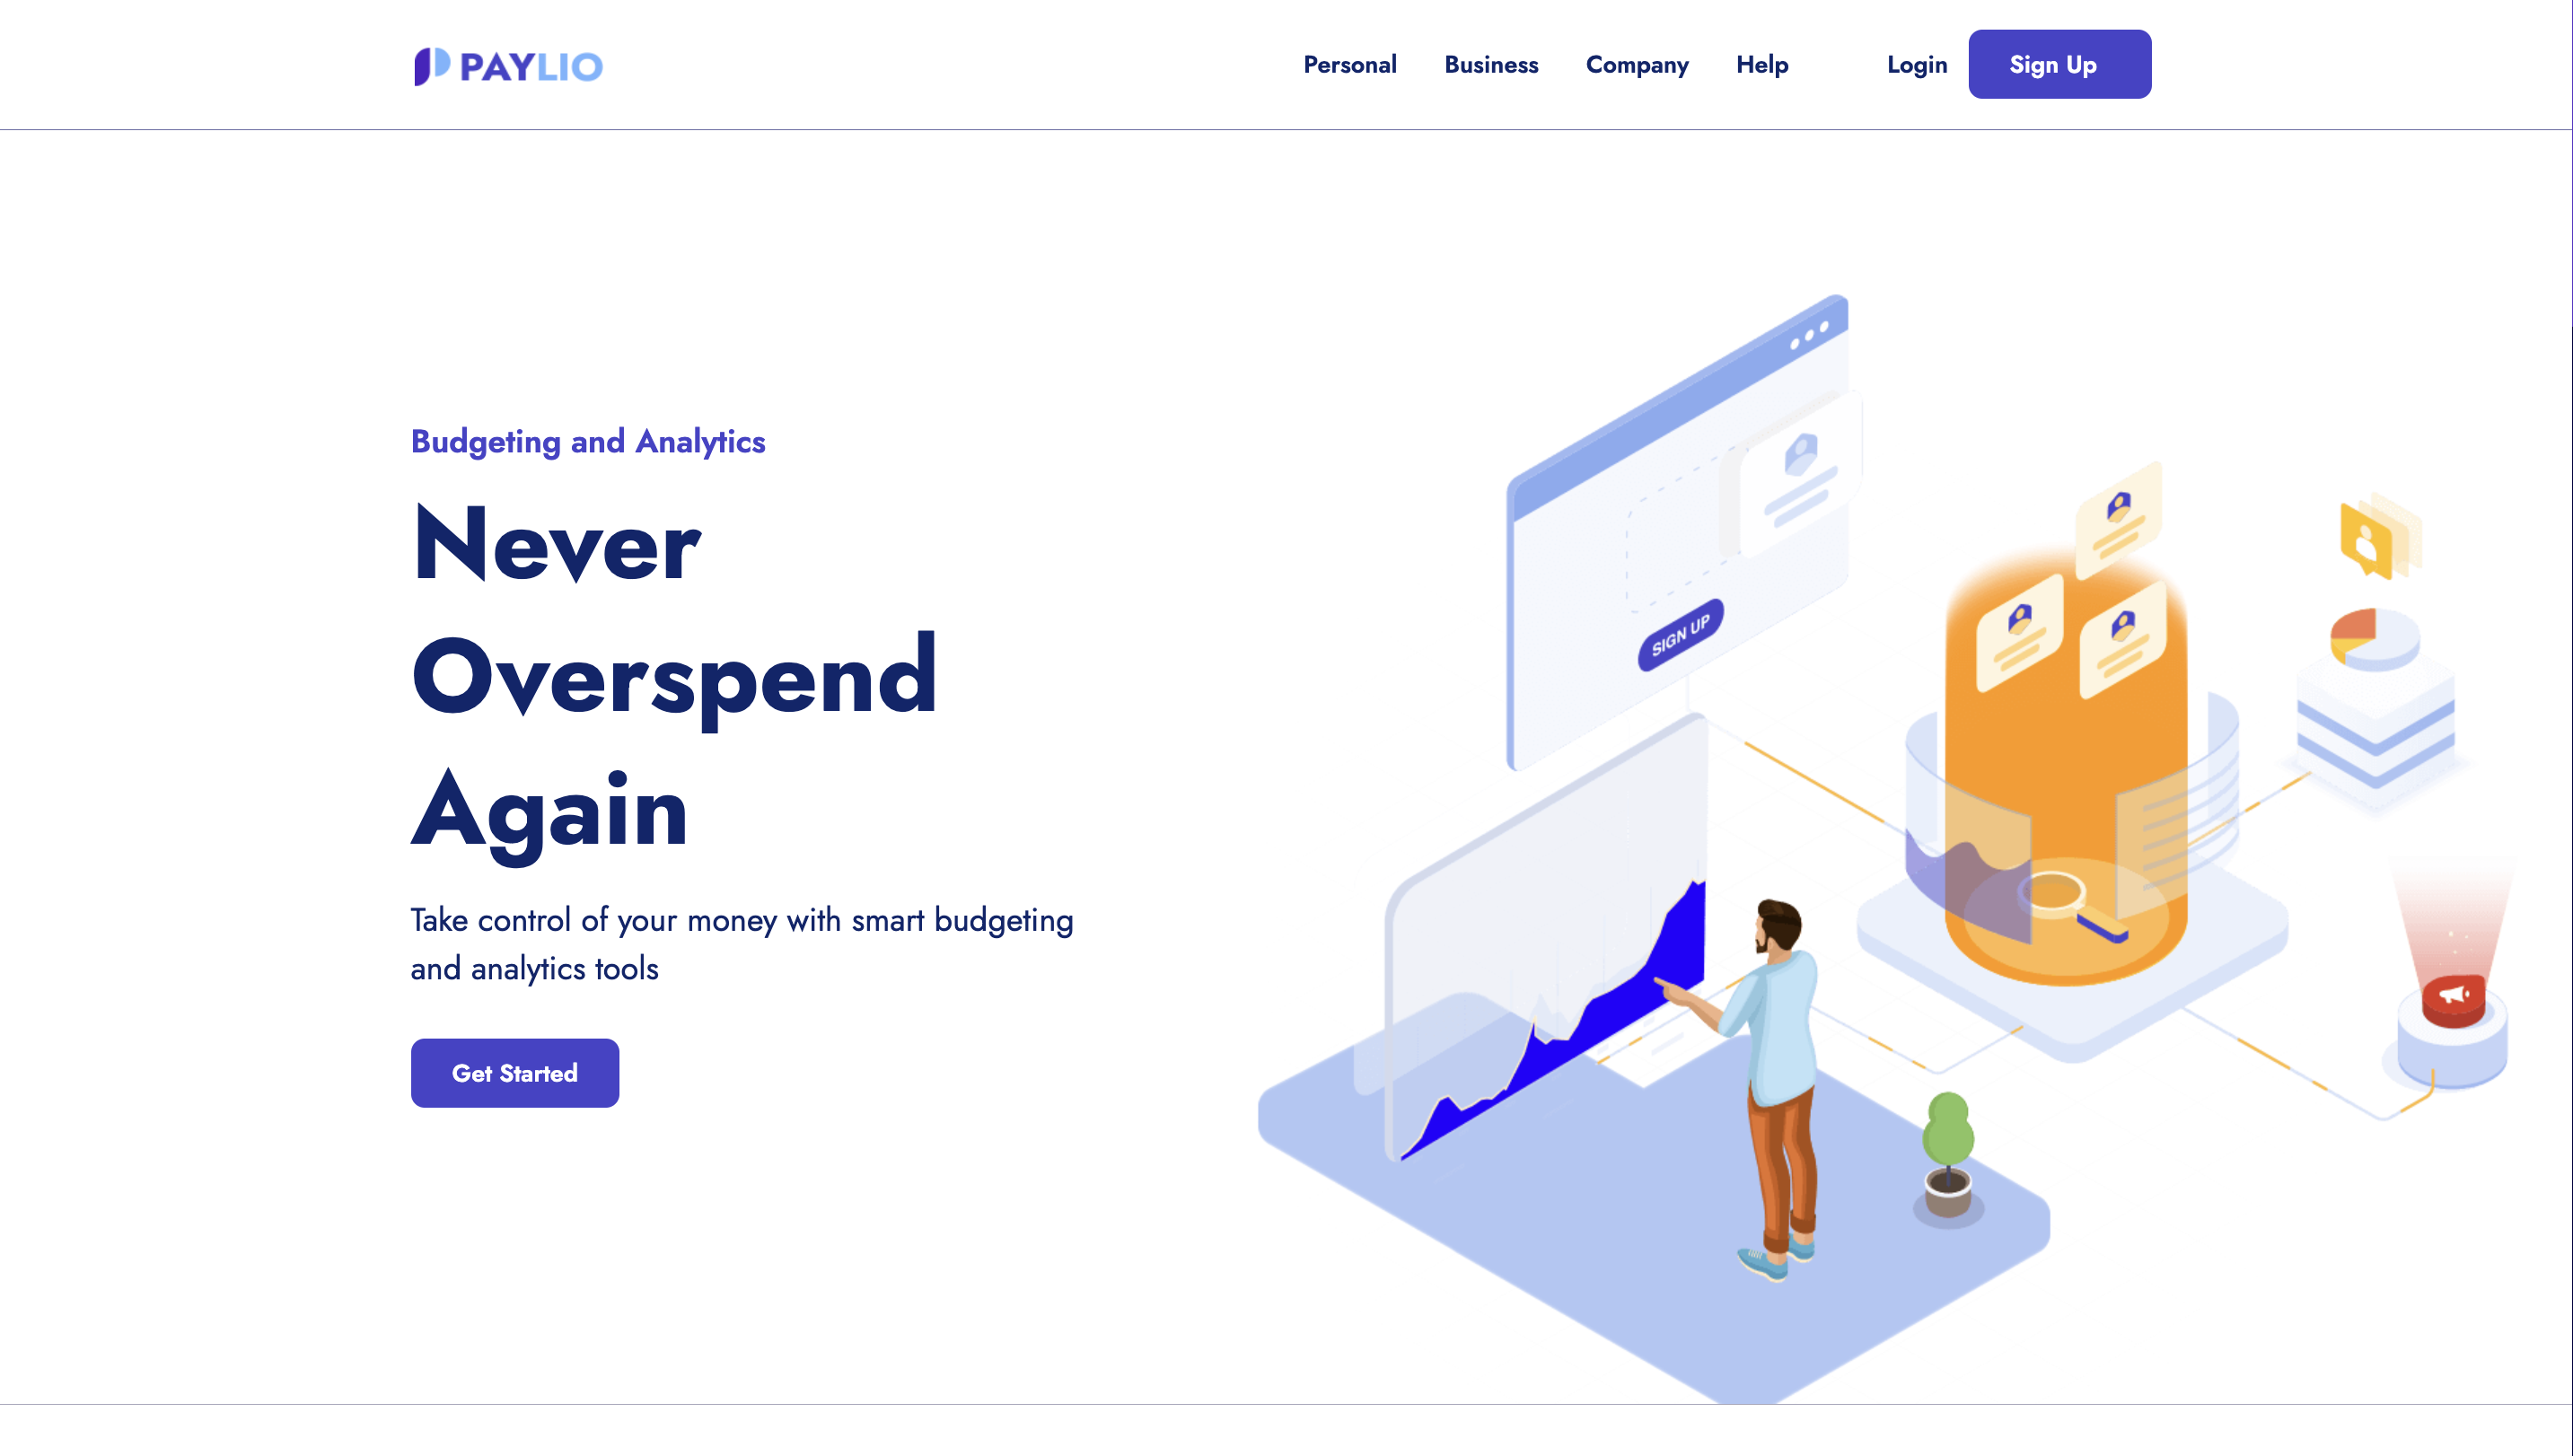 PAYLIO
Personal Business Company Help Login Sign Up
Budgeting and Analytics
Never
Overspend
Again
Take control of your money with smart budgeting
and analytics tools
Get Started
SIGN UP